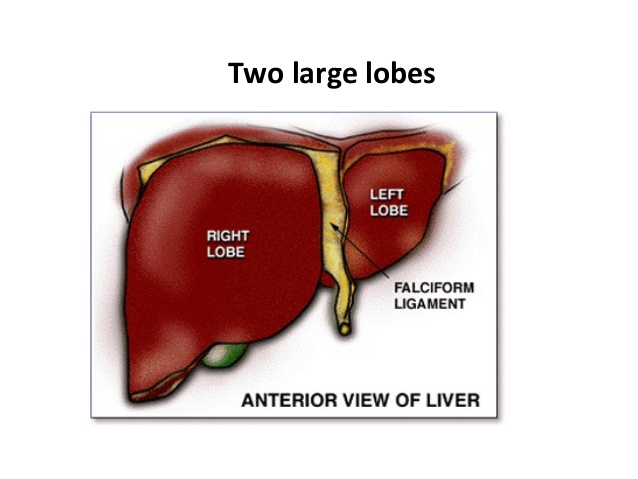 Two large lobes
LEFT
LOBE
RIGHT
LOBE
FALCIFORM
LIGAMENT
ANTERIOR VIEW OF LIVER